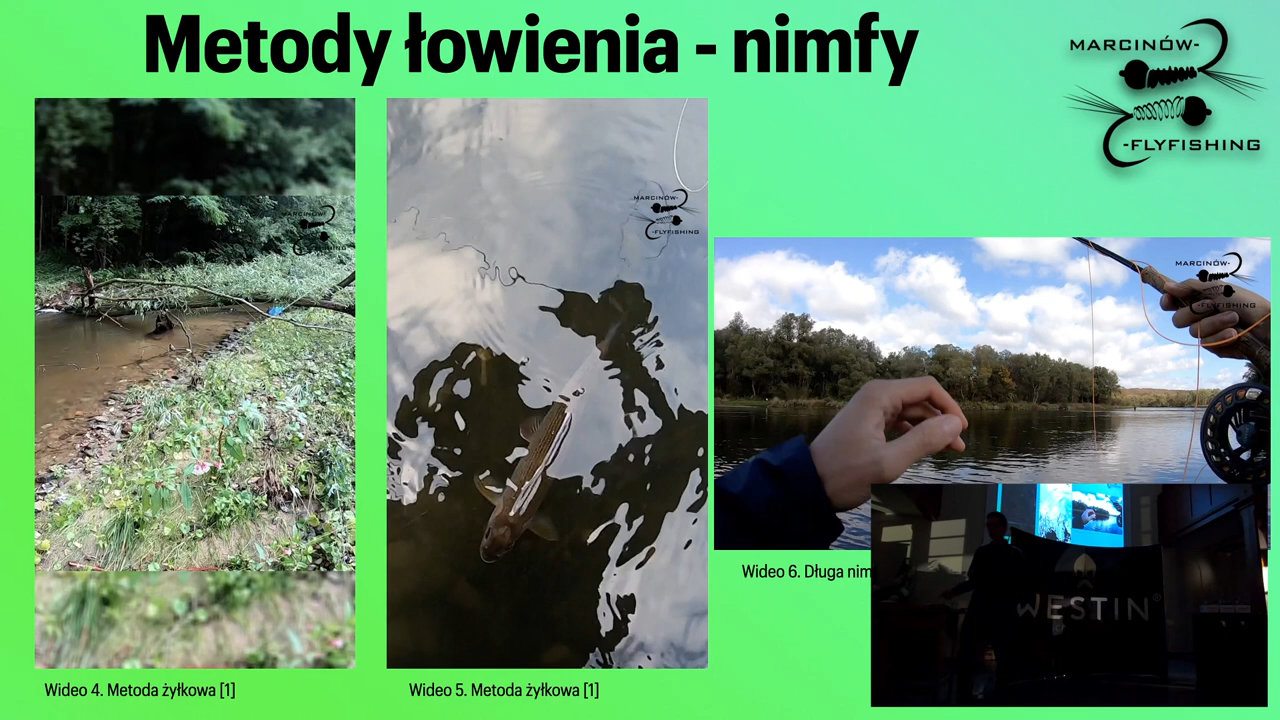 Metody łowienia - nimfy
MARCINÓW-
-FLYFISHING
MARCINÓW-
-FLYFISHING
MARCINÓW-
-FLYFISHING
Wideo 6. Długa nim
WESTIN®
Wideo 4. Metoda żyłkowa [1]
Wideo 5. Metoda żyłkowa [1]